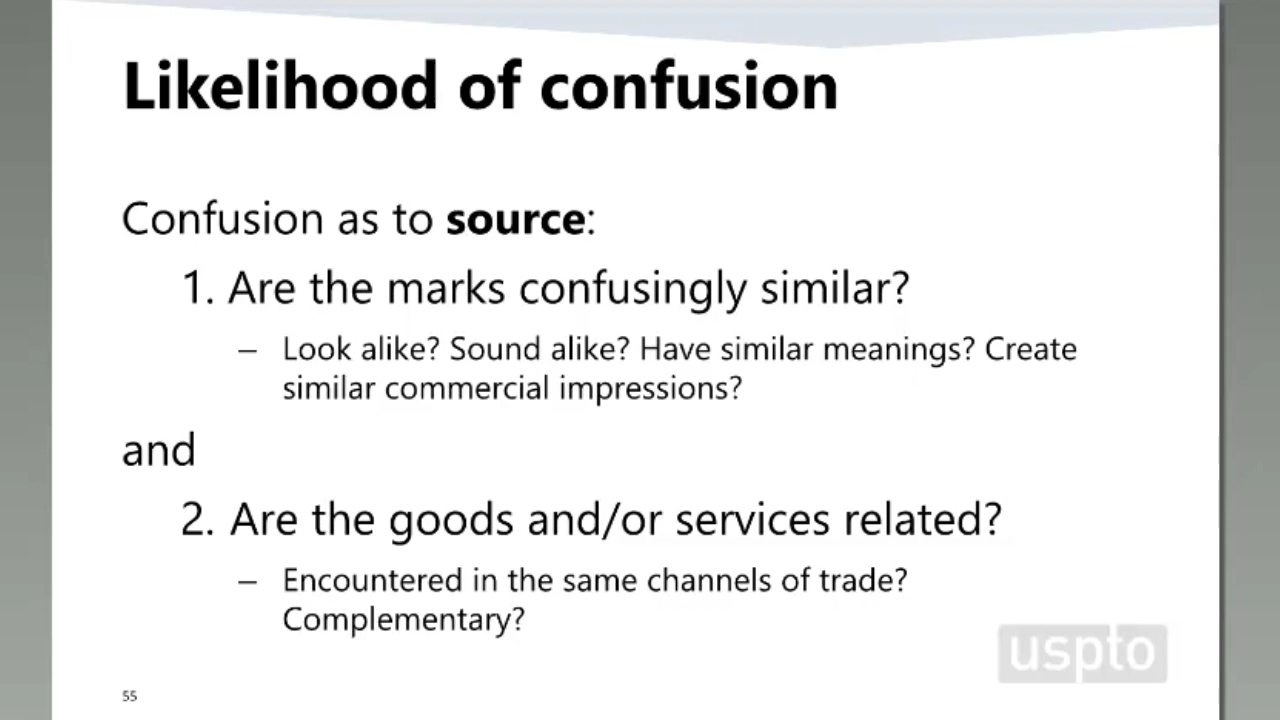 Likelihood of confusion
Confusion as to source:
1. Are the marks confusingly similar?
– Look alike? Sound alike? Have similar meanings? Create
similar commercial impressions?
and
2. Are the goods and/or services related?
– Encountered in the same channels of trade?
Complementary?
uspto
55